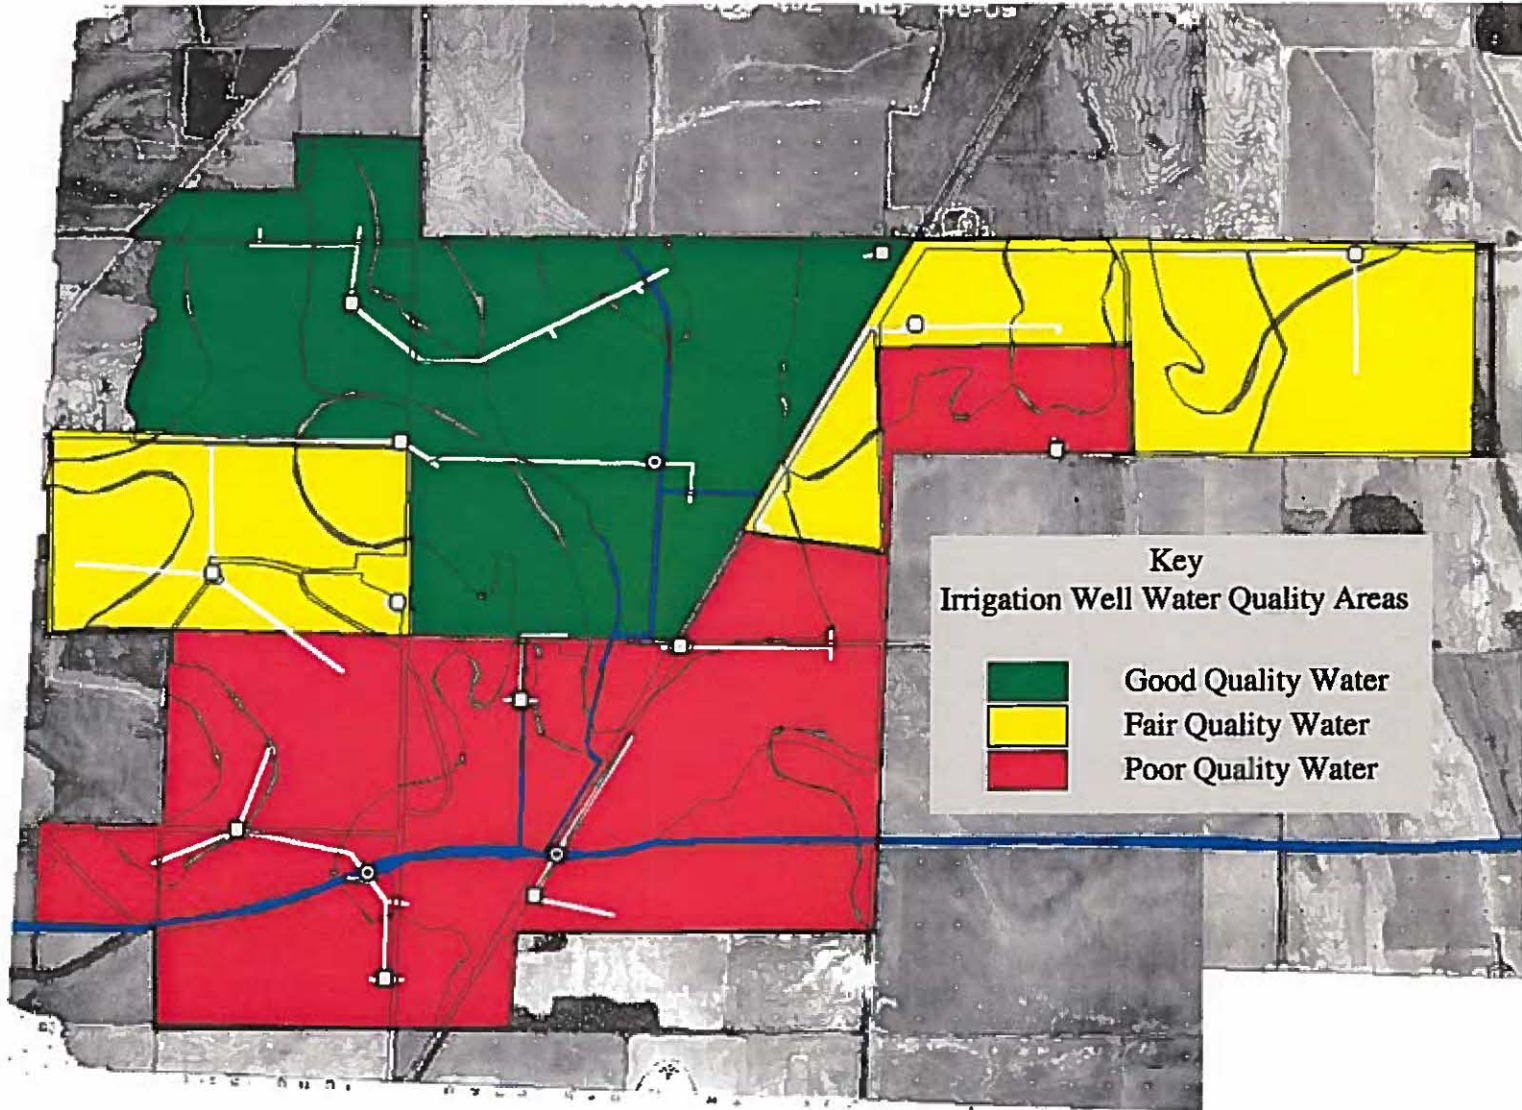 Key
Irrigation Well Water Quality Areas
Good Quality Water
Fair Quality Water
Poor Quality Water